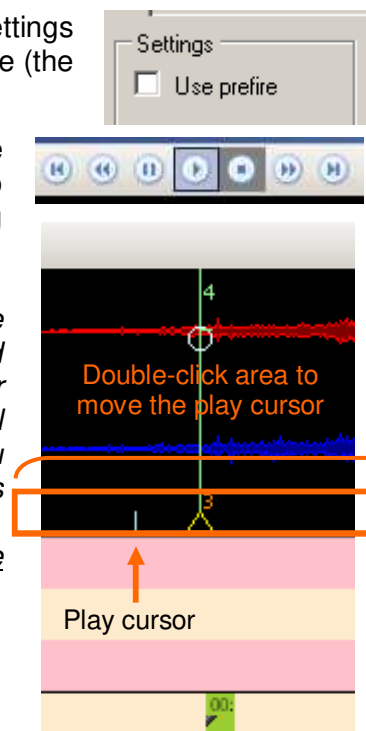 ettings
e (the
Settings
Use prefire
e
4
e
d
r
Double-click area to
move the play cursor
u
s
3
e
Play cursor
00: